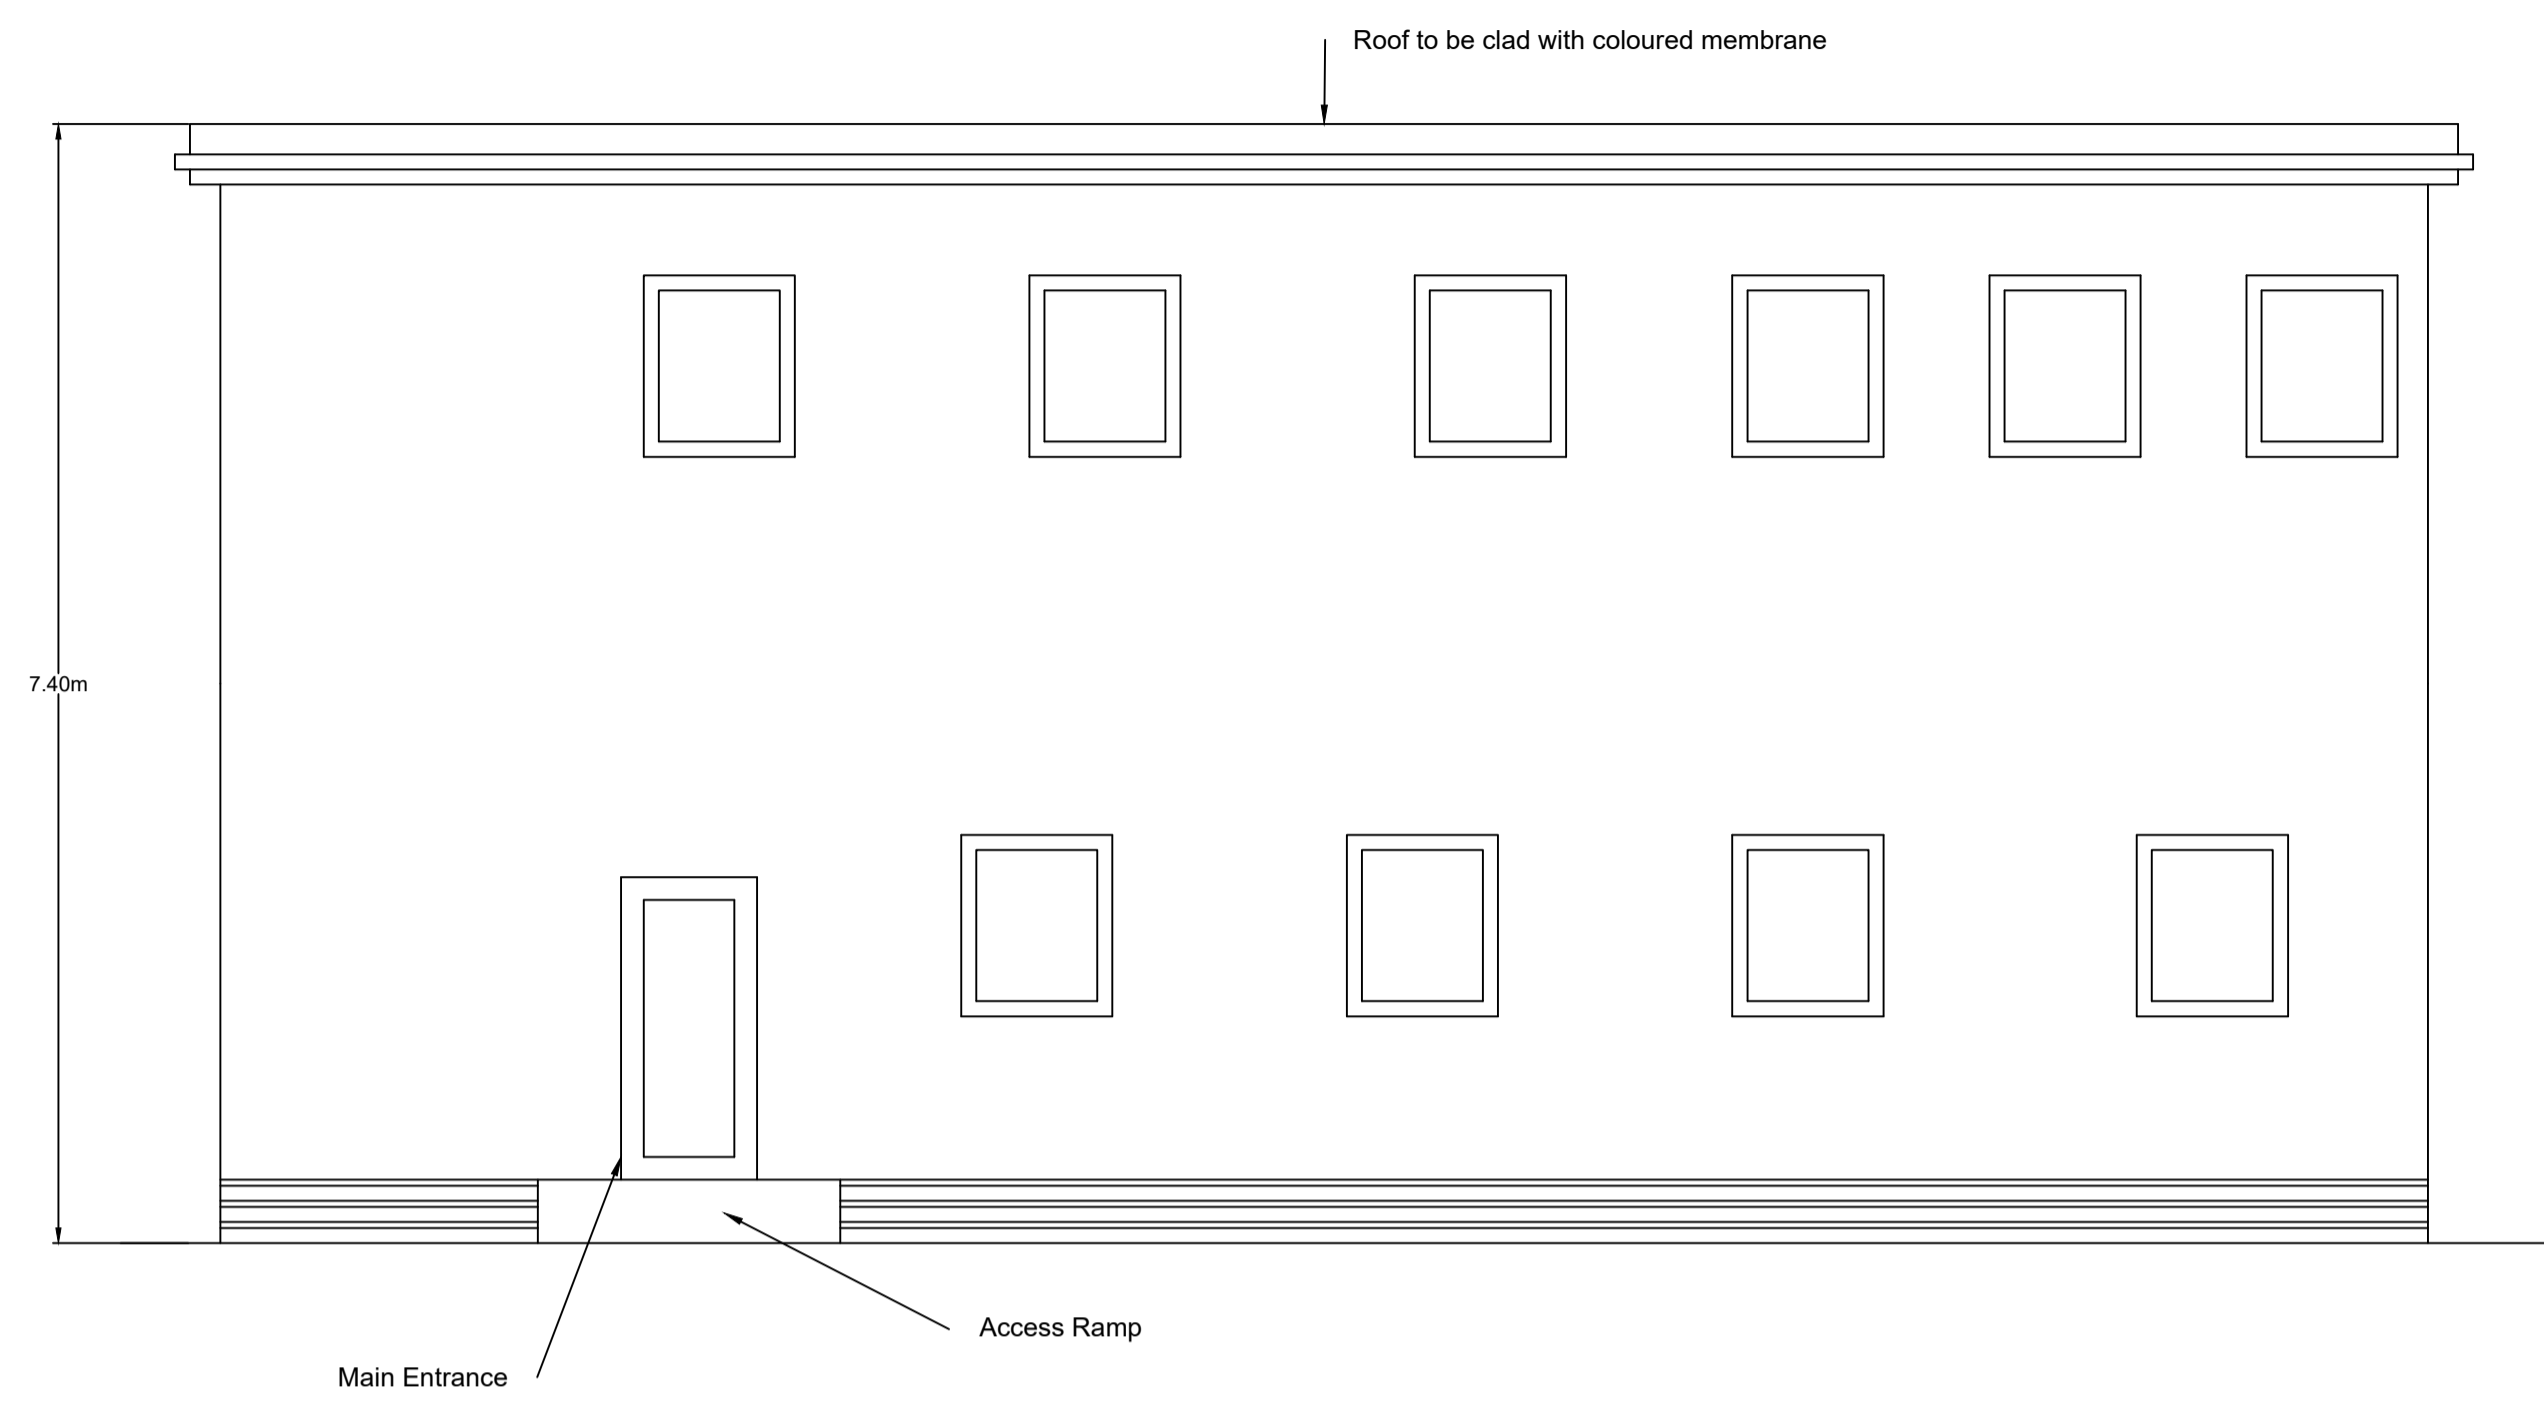 Roof to be clad with coloured membrane
7.40m
Access Ramp
Main Entrance